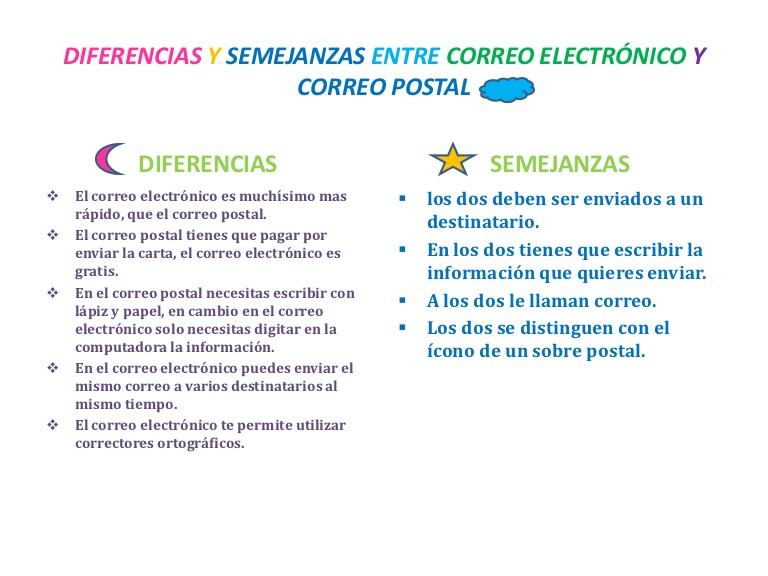 DIFERENCIAS Y SEMEJANZAS ENTRE CORREO ELECTRÓNICO Y
CORREO POSTAL
DIFERENCIAS
❖ El correo electrónico es muchísimo mas
rápido, que el correo postal.
❖ El correo postal tienes que pagar por
enviar la carta, el correo electrónico es
gratis.
❖ En el correo postal necesitas escribir con
lápiz y papel, en cambio en el correo
electrónico solo necesitas digitar en la
computadora la información.
❖ En el correo electrónico puedes enviar el
mismo correo a varios destinatarios al
mismo tiempo.
❖ El correo electrónico te permite utilizar
correctores ortográficos.
SEMEJANZAS
▪ los dos deben ser enviados a un
destinatario.
▪ En los dos tienes que escribir la
información que quieres enviar.
▪ A los dos le llaman correo.
▪ Los dos se distinguen con el
ícono de un sobre postal.